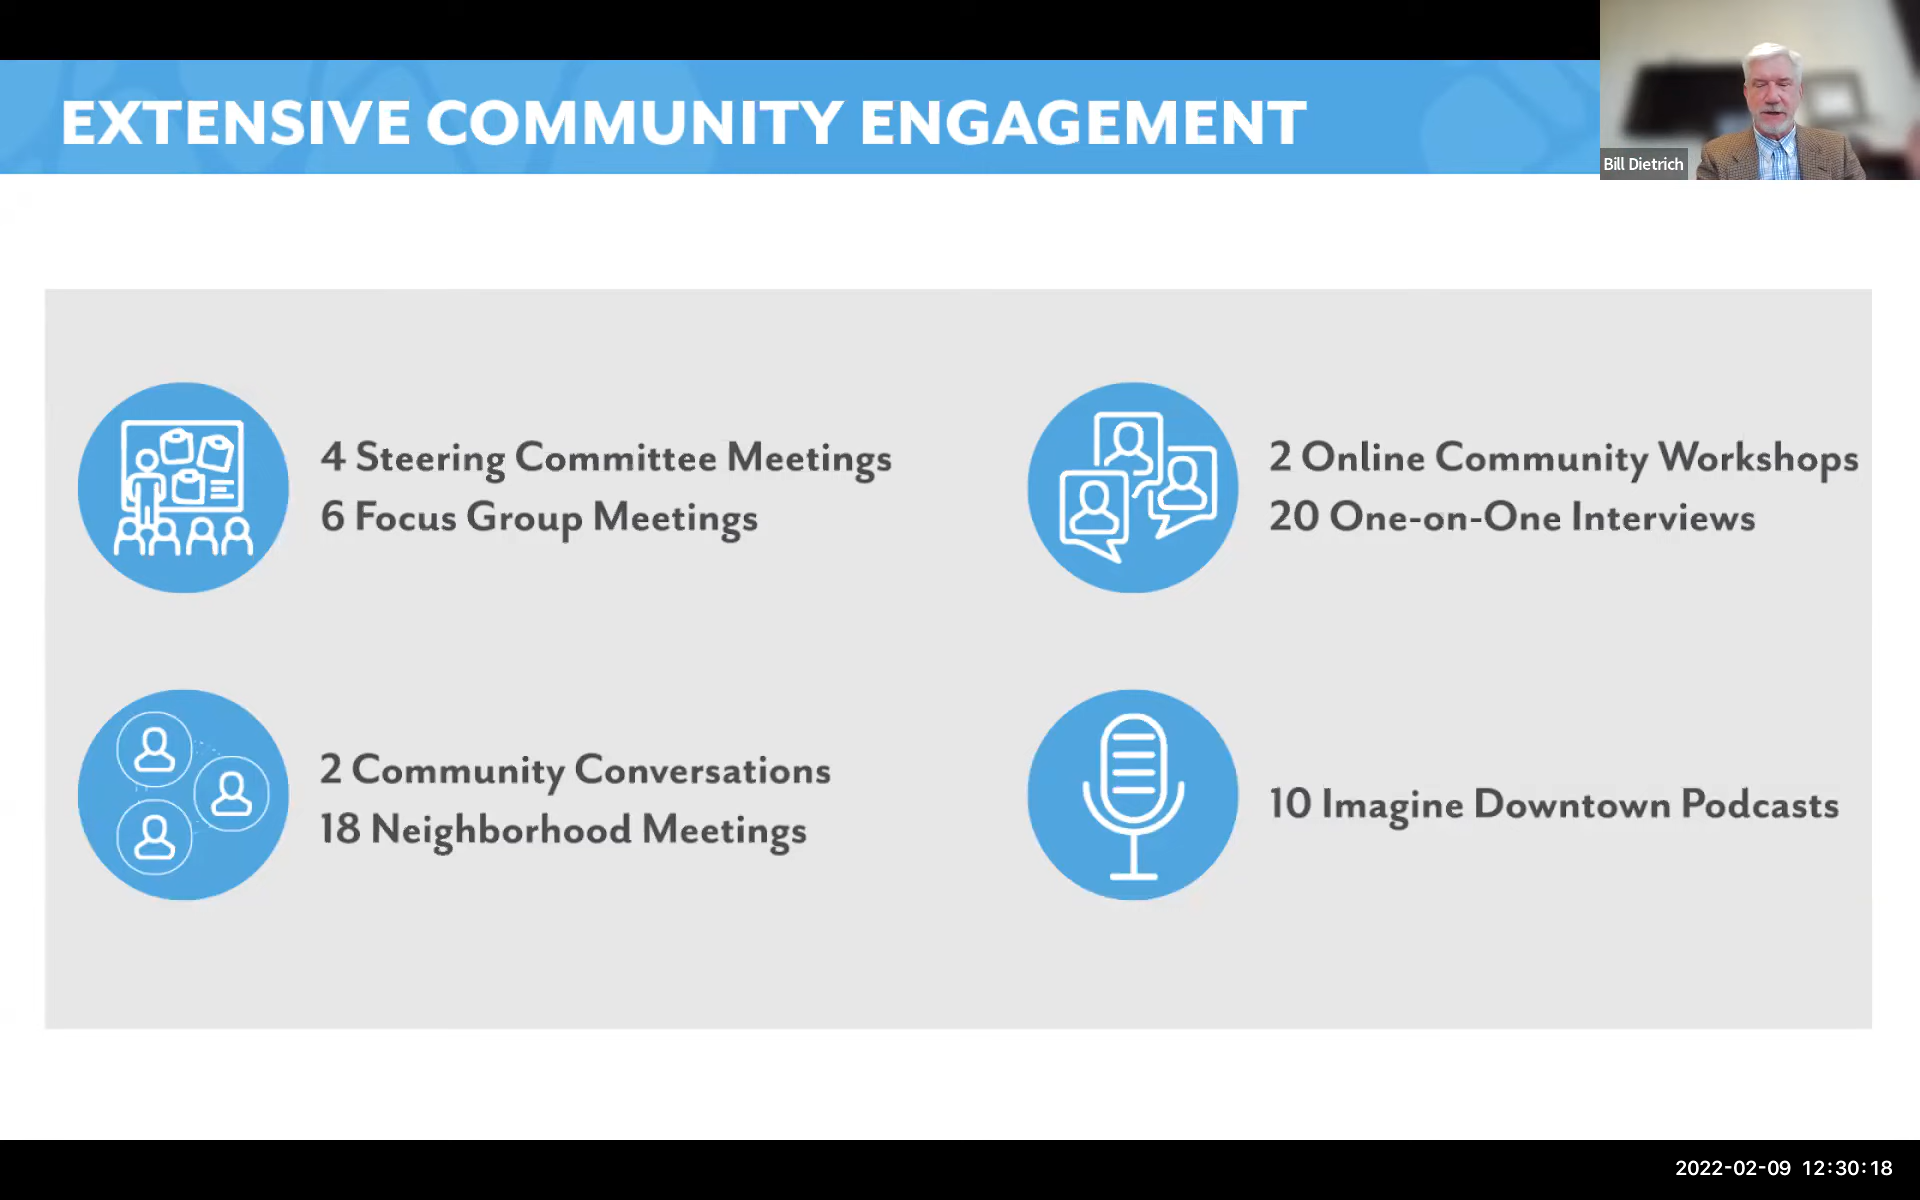 EXTENSIVE COMMUNITY ENGAGEMENT
Bill Dietrich
4 Steering Committee Meetings
6 Focus Group Meetings
2 Online Community Workshops
20 One-on-One Interviews
2 Community Conversations
18 Neighborhood Meetings
10 Imagine Downtown Podcasts
2022-02-09 12:30:18